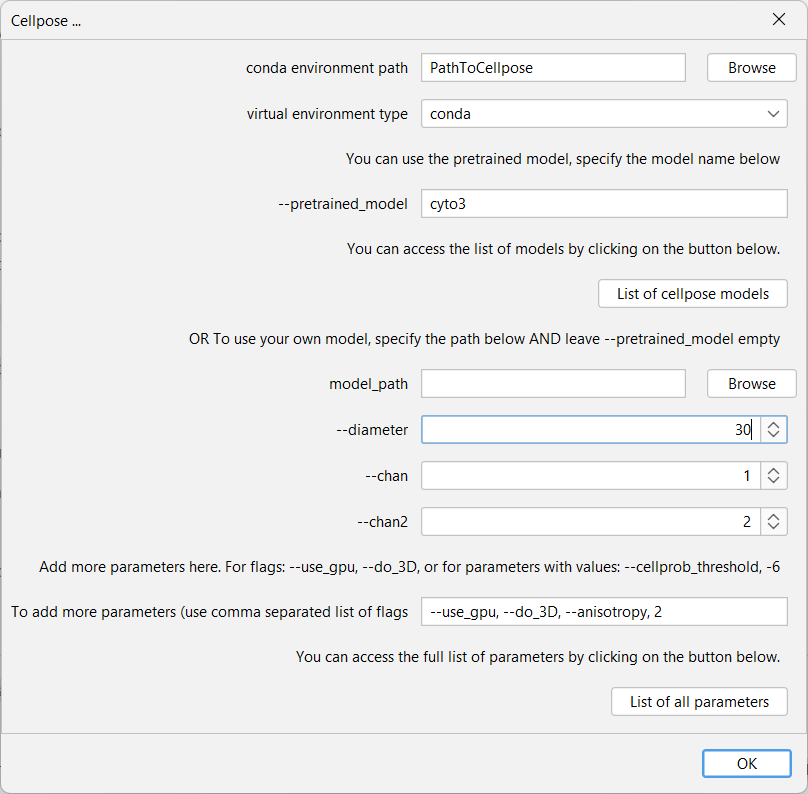 Cellpose ...
conda environment path PathToCellpose Browse
virtual environment type conda
You can use the pretrained model, specify the model name below
--pretrained_model cyto3
You can access the list of models by clicking on the button below.
List of cellpose models
OR To use your own model, specify the path below AND leave --pretrained_model empty
model_path Browse
--diameter 30
--chan 1
--chan2 2
Add more parameters here. For flags: --use_gpu, --do_3D, or for parameters with values: --cellprob_threshold, -6
To add more parameters (use comma separated list of flags --use_gpu, --do_3D, --anisotropy, 2
You can access the full list of parameters by clicking on the button below.
List of all parameters
OK